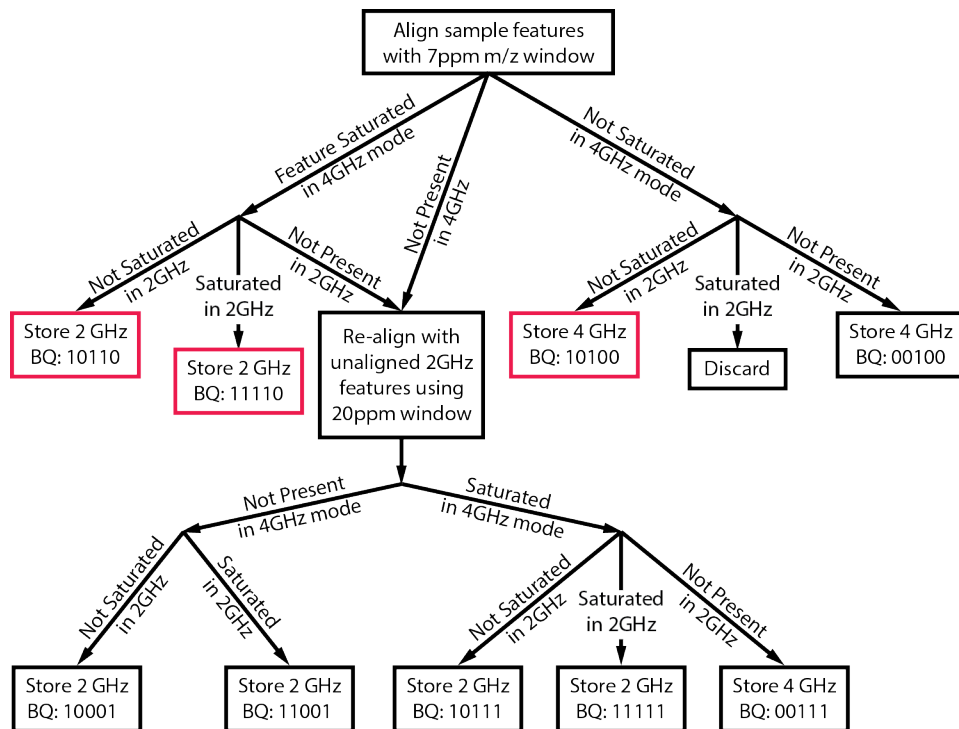 Align sample features
with 7ppm m/z window
Feature Saturated
in 4GHz mode
Not Present
in 4GHz
Not Saturated
in 4GHz mode
Not Saturated
in 2GHz
Saturated
in 2GHz
Not Present
in 2GHz
Not Saturated
in 2GHz
Saturated
in 2GHz
Not Present
in 2GHz
Store 2 GHz
BQ: 10110
Store 2 GHz
BQ: 11110
Re-align with
unaligned 2GHz
features using
20ppm window
Store 4 GHz
BQ: 10100
Discard
Store 4 GHz
BQ: 00100
Not Present
in 4GHz mode
Saturated
in 4GHz mode
Not Saturated
in 2GHz
Saturated
in 2GHz
Not Saturated
in 2GHz
Saturated
in 2GHz
Not Present
in 2GHz
Store 2 GHz
BQ: 10001
Store 2 GHz
BQ: 11001
Store 2 GHz
BQ: 10111
Store 2 GHz
BQ: 11111
Store 4 GHz
BQ: 00111